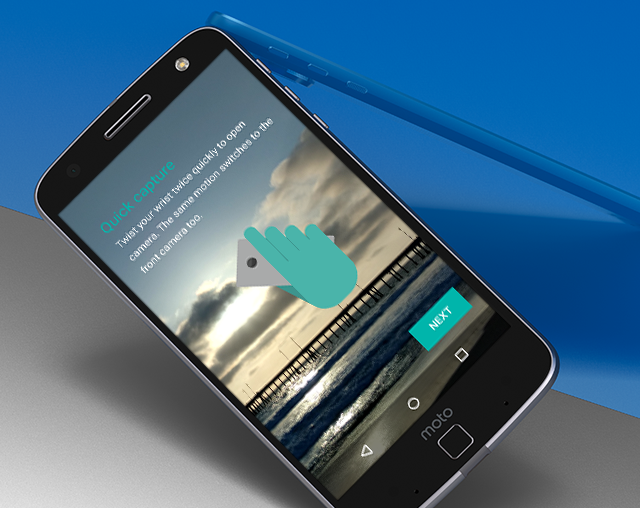 Quick capture
Twist your wrist twice quickly to open
camera. The same motion switches to the
front camera too.
NEXT
moto